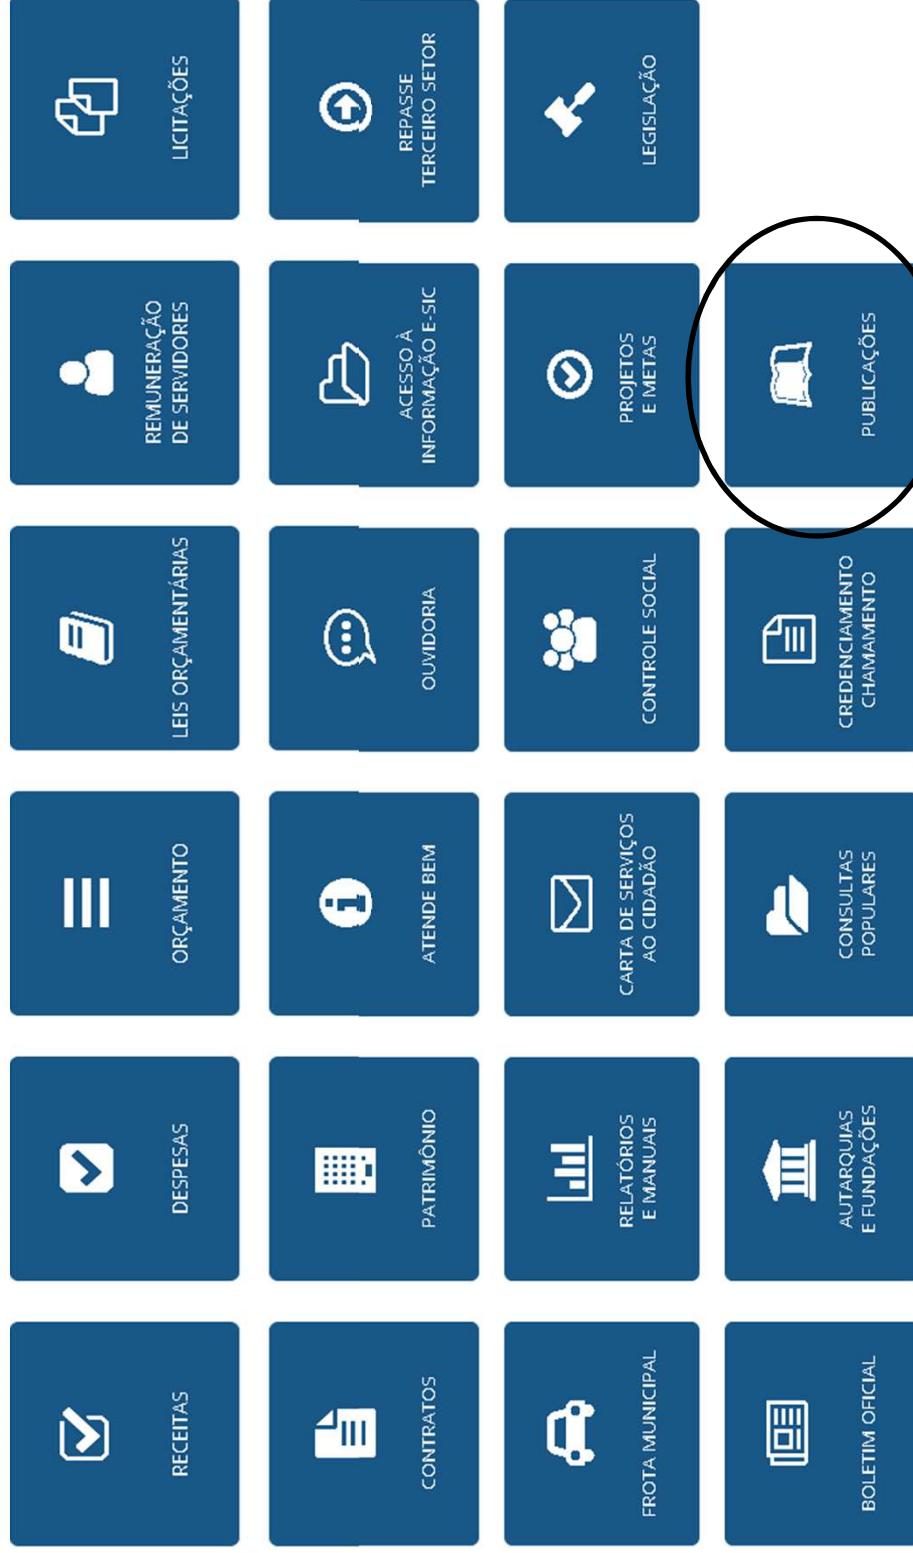 RECEITAS
DESPESAS
ORÇAMENTO
LEIS ORÇAMENTÁRIAS
REMUNERAÇÃO
DE SERVIDORES
LICITAÇÕES
CONTRATOS
PATRIMÔNIO
ATENDE BEM
OUVIDORIA
ACESSO À
INFORMAÇÃO E-SIC
REPASSE
TERCEIRO SETOR
FROTA MUNICIPAL
RELATÓRIOS
E MANUAIS
CARTA DE SERVIÇOS
AO CIDADÃO
CONTROLE SOCIAL
PROJETOS
E METAS
LEGISLAÇÃO
BOLETIM OFICIAL
AUTARQUIAS
E FUNDAÇÕES
CONSULTAS
POPULARES
CREDENCIAMENTO
CHAMAMENTO
PUBLICAÇÕES